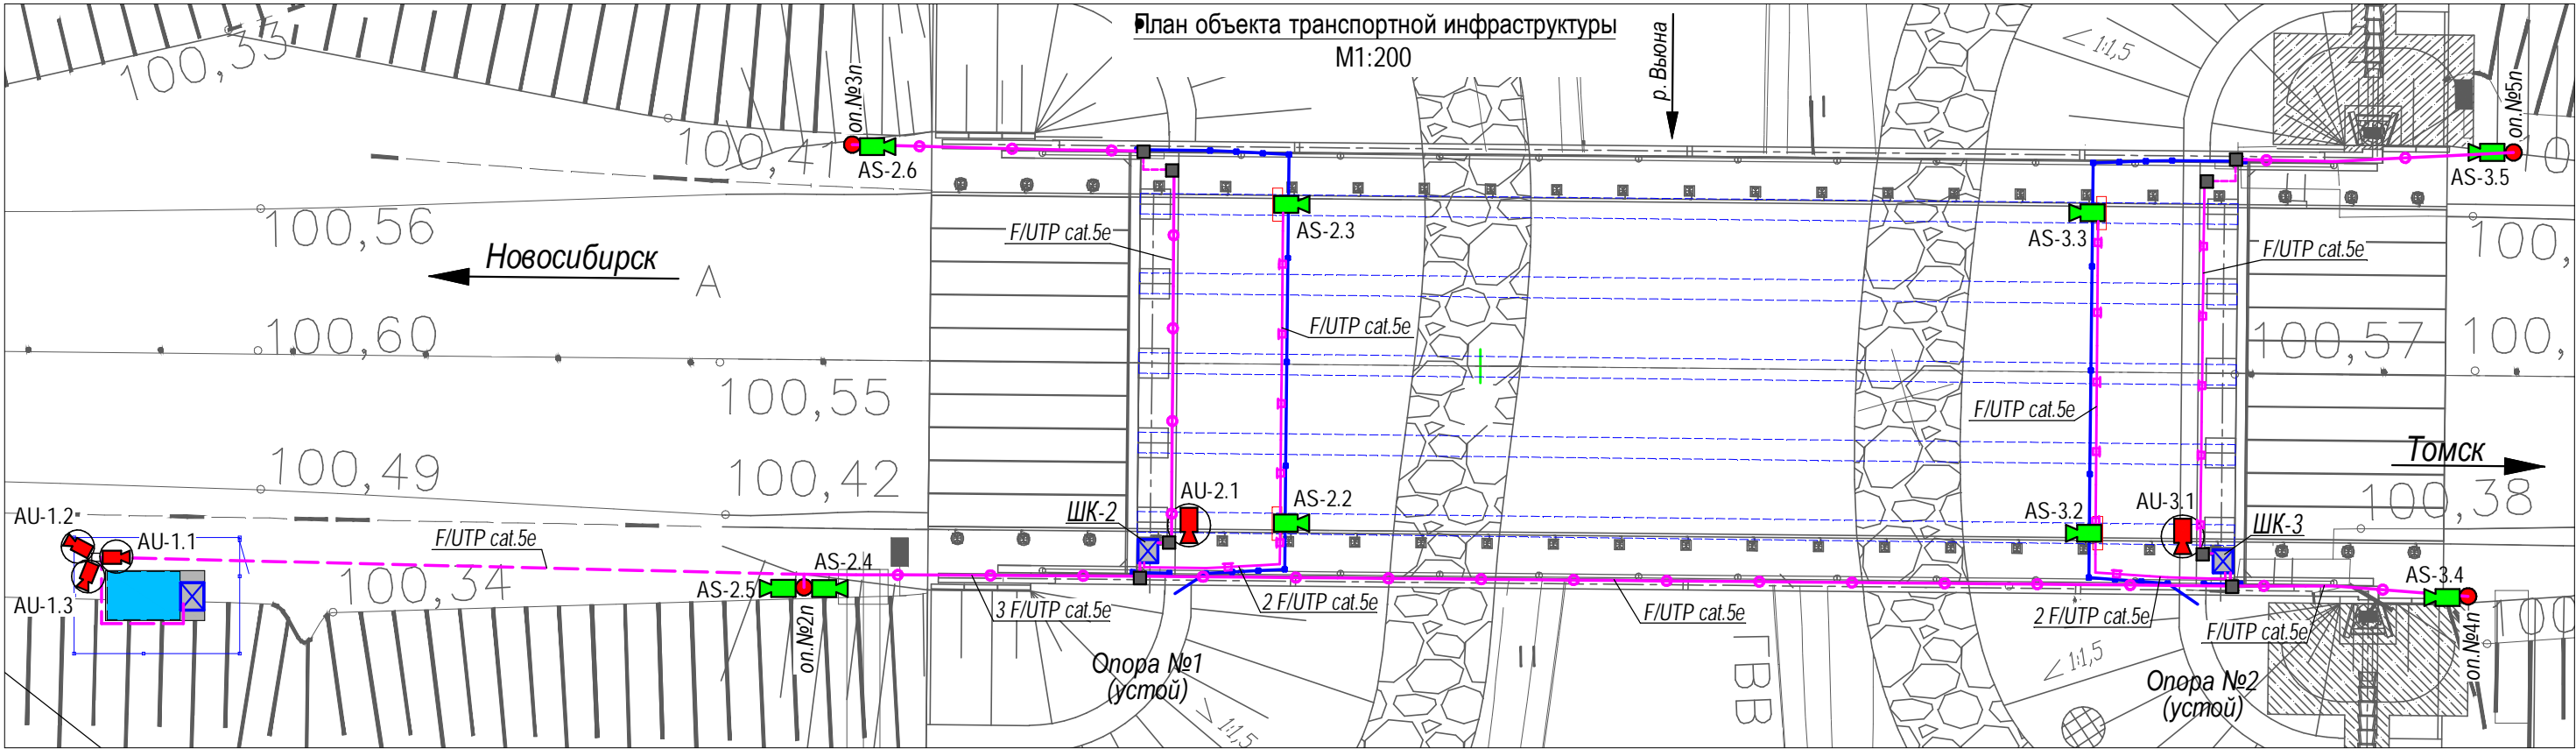 План объекта транспортной инфраструктуры
М1:200
р. Вьюна
100,33
оп.№3п
100,41
AS-2.6
∠ 1:1,5
оп.№5п
10
AS-3.5
100,56
F/UTP cat.5e
AS-2.3
AS-3.3
F/UTP cat.5e
100,
Новосибирск
А
100,60
F/UTP cat.5e
100,57
100,
100,55
F/UTP cat.5e
100,49
100,42
Томск
100,38
AU-1.2
AU-1.1
F/UTP cat.5e
ШК-2
AU-2.1
AS-2.2
AS-3.2
AU-3.1
ШК-3
AU-1.3
100,34
AS-2.5
AS-2.4
оп.№2п
3 F/UTP cat.5e
2 F/UTP cat.5e
F/UTP cat.5e
2 F/UTP cat.5e
F/UTP cat.5e
AS-3.4
оп.№4п
100
Опора №1
(устой)
∠ 1:1,5
ГВВ
∠ 1:1,5
Опора №2
(устой)